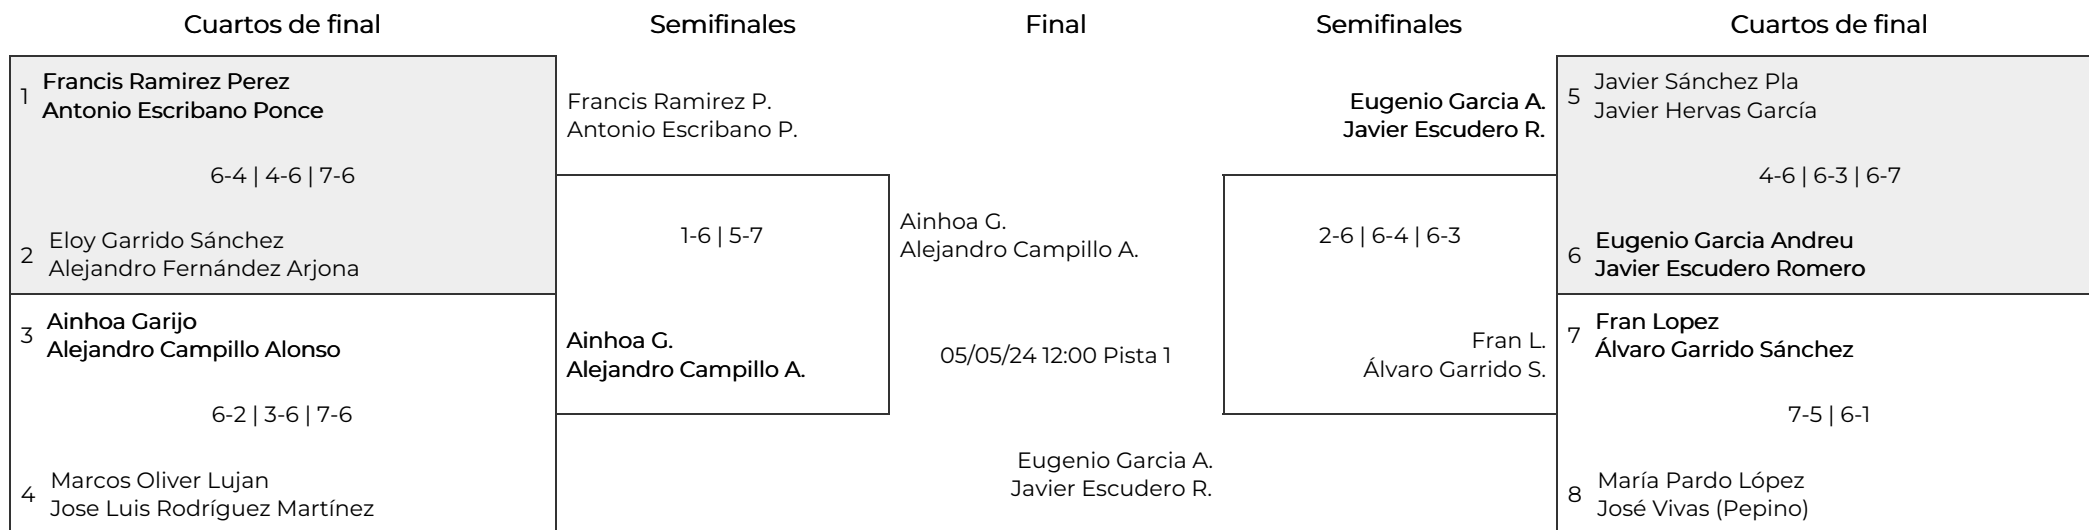 Cuartos de final
Semifinales
Final
Semifinales
Cuartos de final
1
Francis Ramirez Perez
Antonio Escribano Ponce
6-4 | 4-6 | 7-6
2
Eloy Garrido Sánchez
Alejandro Fernández Arjona
3
Ainhoa Garijo
Alejandro Campillo Alonso
6-2 | 3-6 | 7-6
4
Marcos Oliver Lujan
Jose Luis Rodríguez Martínez
Francis Ramirez P.
Antonio Escribano P.
1-6 | 5-7
Ainhoa G.
Alejandro Campillo A.
Ainhoa G.
Alejandro Campillo A.
05/05/24 12:00 Pista 1
Eugenio Garcia A.
Javier Escudero R.
Eugenio Garcia A.
Javier Escudero R.
2-6 | 6-4 | 6-3
Fran L.
Álvaro Garrido S.
5
Javier Sánchez Pla
Javier Hervas García
4-6 | 6-3 | 6-7
6
Eugenio Garcia Andreu
Javier Escudero Romero
7
Fran Lopez
Álvaro Garrido Sánchez
7-5 | 6-1
8
María Pardo López
José Vivas (Pepino)